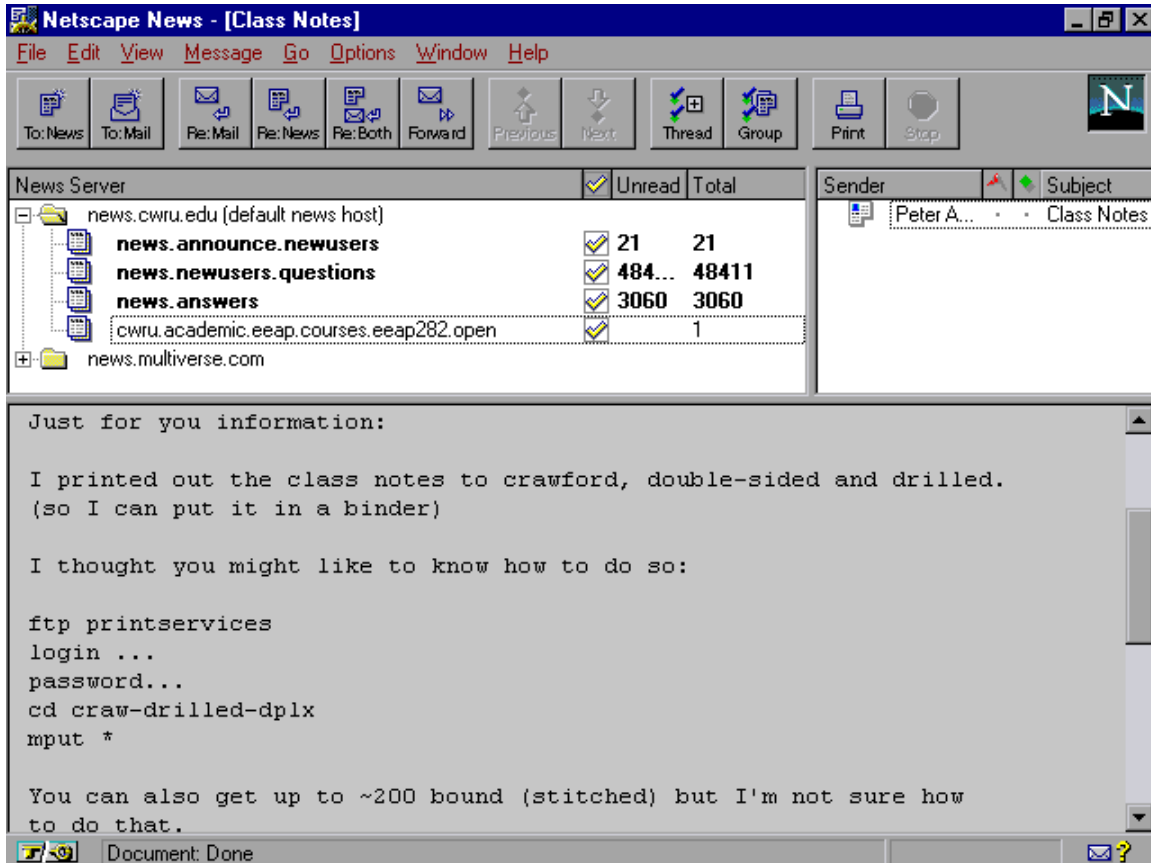 Netscape News - [Class Notes]
File Edit View Message Go Options Window Help
To: News To: Mail Re: Mail Re: News Re: Both Forward Previous Next Thread Group Print Stop
N
News Server Unread Total Sender Subject
news.cwru.edu (default news host) Peter A... Class Notes
news.announce.newusers 21 21
news.newusers.questions 484... 48411
news.answers 3060 3060
cwru.academic.eeap.courses.eeap282.open 1
news.multiverse.com
Just for you information:
I printed out the class notes to crawford, double-sided and drilled.
(so I can put it in a binder)
I thought you might like to know how to do so:
ftp printservices
login ...
password...
cd craw-drilled-dplx
mput *
You can also get up to ~200 bound (stitched) but I'm not sure how
to do that.
Document: Done